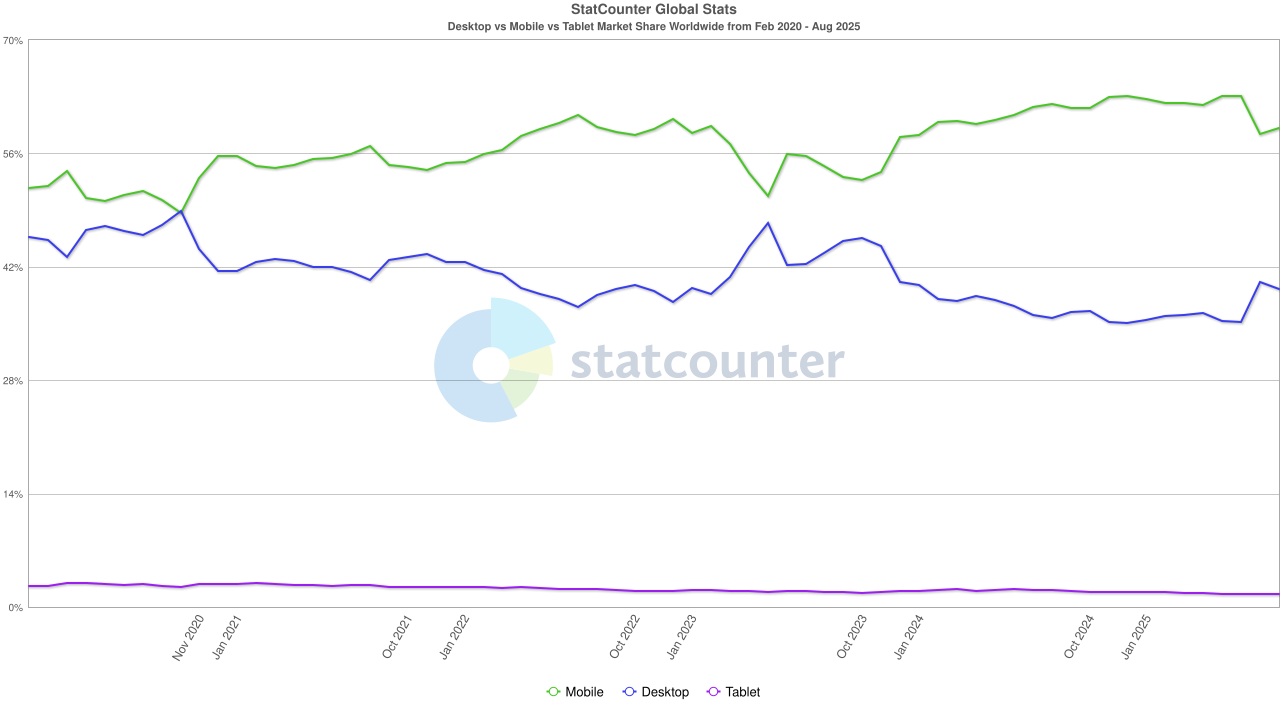 StatCounter Global Stats
Desktop vs Mobile vs Tablet Market Share Worldwide from Feb 2020 - Aug 2025
70%
56%
42%
28%
14%
0%
statcounter
Nov 2020
Jan 2021
Oct 2021
Jan 2022
Oct 2022
Jan 2023
Oct 2023
Jan 2024
Oct 2024
Jan 2025
Mobile Desktop Tablet